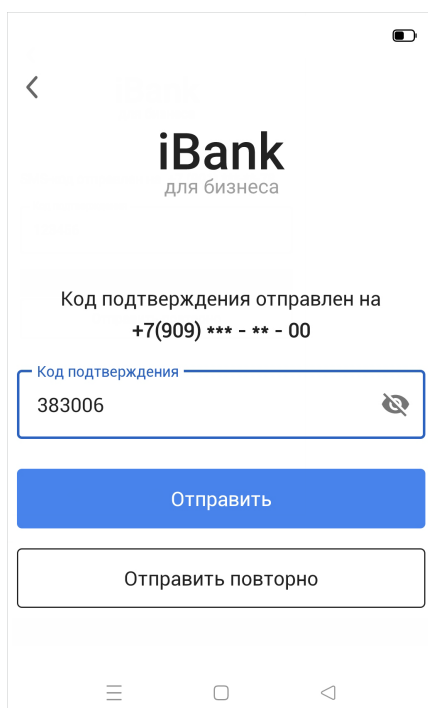 iBank
для бизнеса
Код подтверждения отправлен на
+7(909) *** - ** - 00
Код подтверждения
383006
Отправить
Отправить повторно